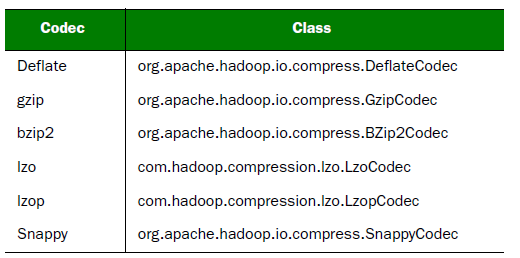 Codec Class
Deflate org.apache.hadoop.io.compress.DeflateCodec
gzip org.apache.hadoop.io.compress.GzipCodec
bzip2 org.apache.hadoop.io.compress.BZip2Codec
lzo com.hadoop.compression.lzo.LzoCodec
lzop com.hadoop.compression.lzo.LzopCodec
Snappy org.apache.hadoop.io.compress.SnappyCodec